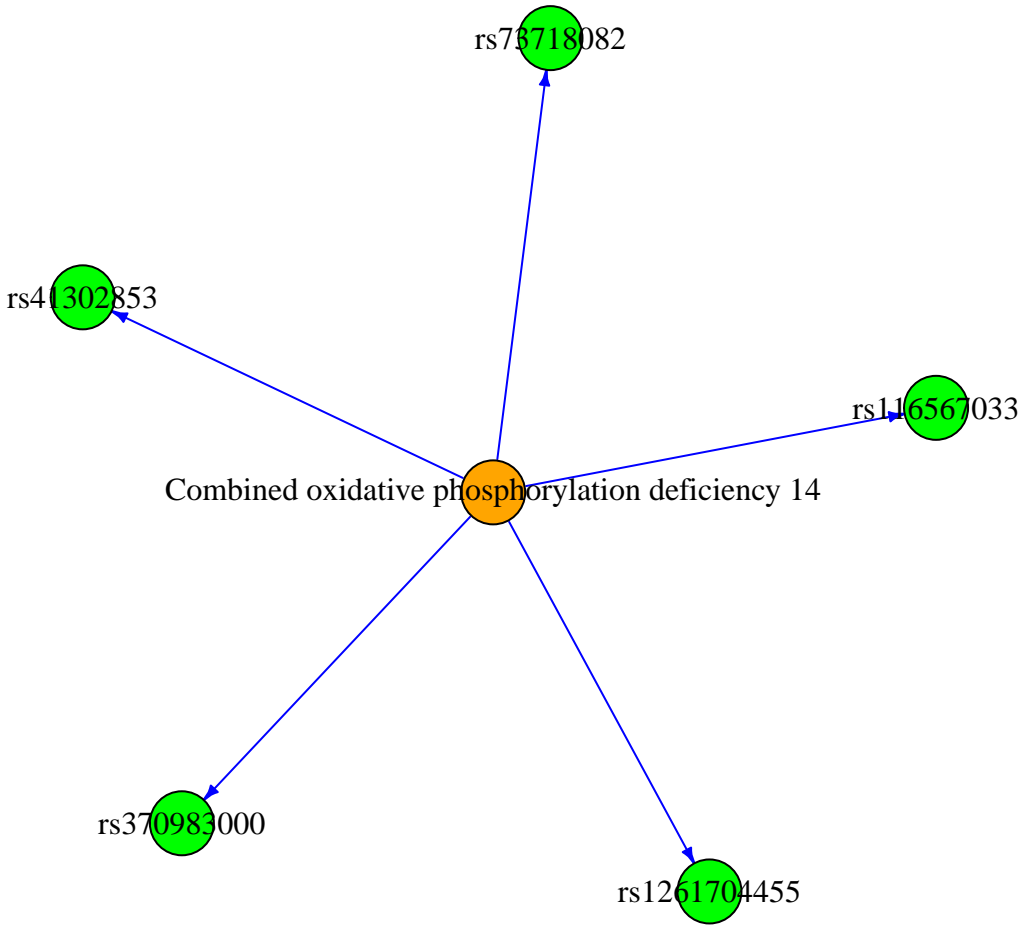 rs73718082
rs41302853
rs116567033
Combined oxidative phosphorylation deficiency 14
rs370983000
rs1261704455